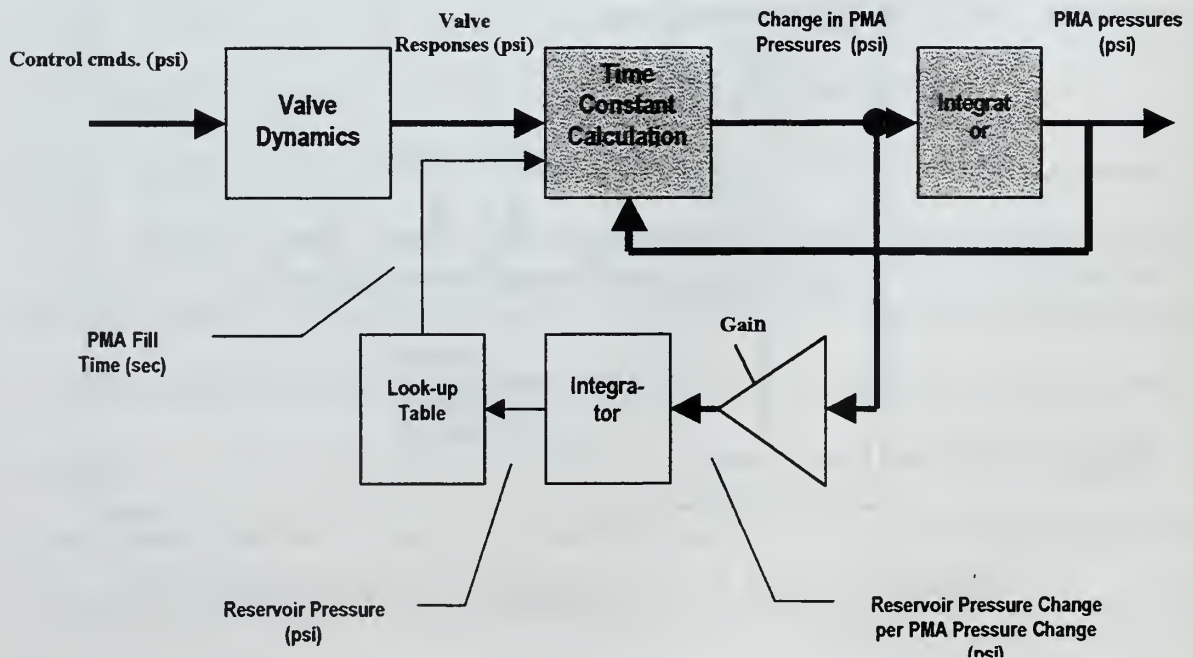 Control cmds. (psi)
Valve
Dynamics
Valve
Responses (psi)
Time
Constant
Calculation
Change in PMA
Pressures (psi)
Integrat
or
PMA pressures
(psi)
PMA Fill
Time (sec)
Look-up
Table
Integra-
tor
Gain
Reservoir Pressure
(psi)
Reservoir Pressure Change
per PMA Pressure Change
(psi)